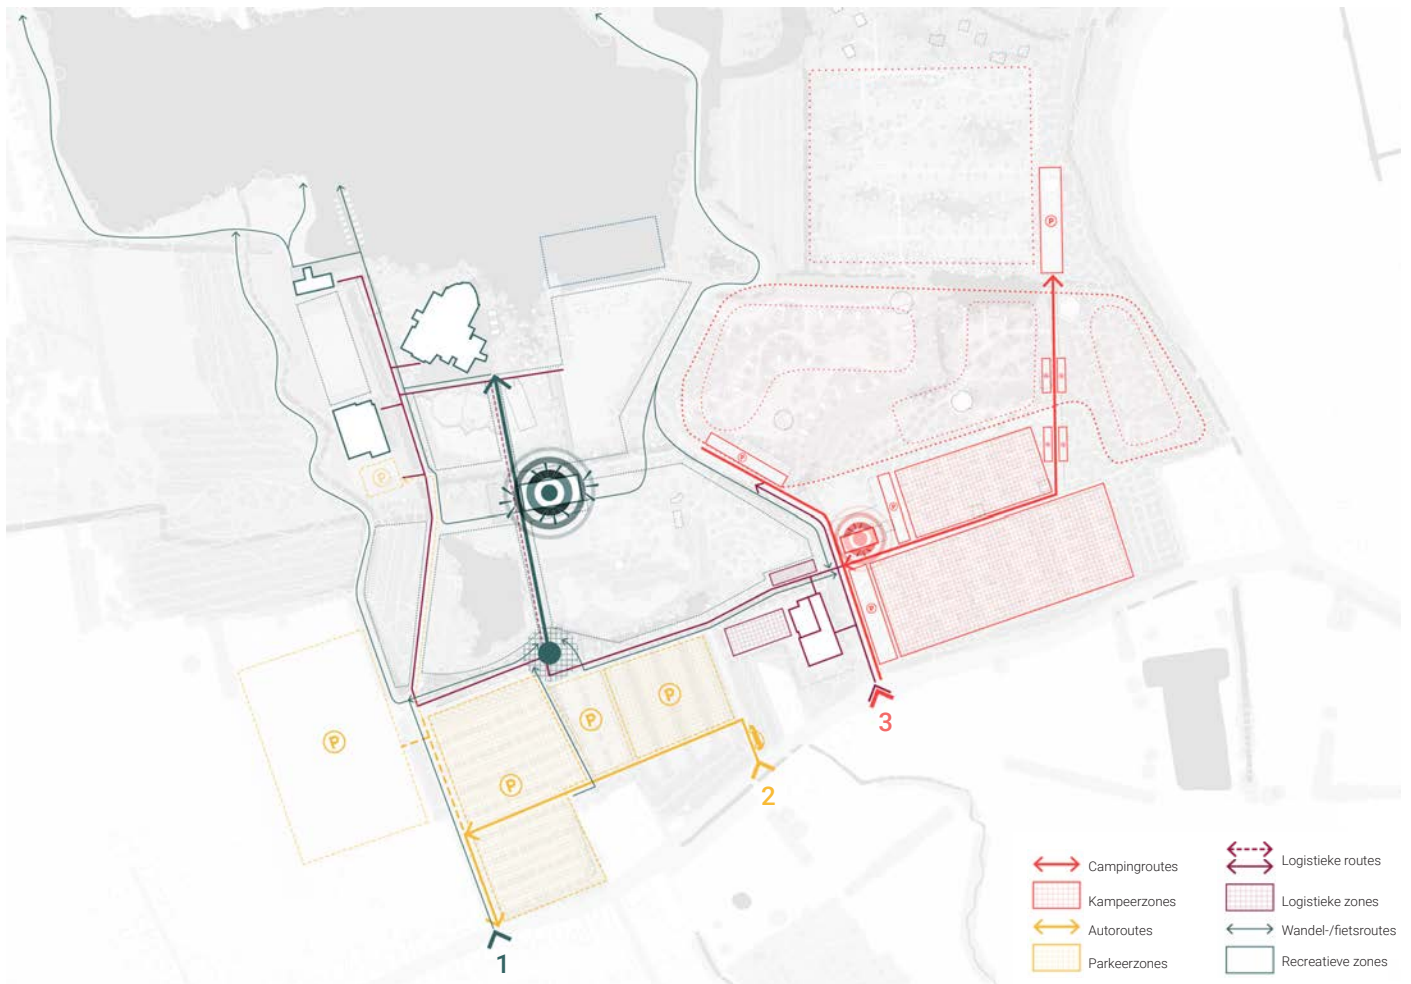 P
P
P
P
P
P
P
P
P
P
1
2
3
Campingroutes
Kampeerzones
Autoroutes
Parkeerzones
Logistieke routes
Logistieke zones
Wandel-/fietsroutes
Recreatieve zones